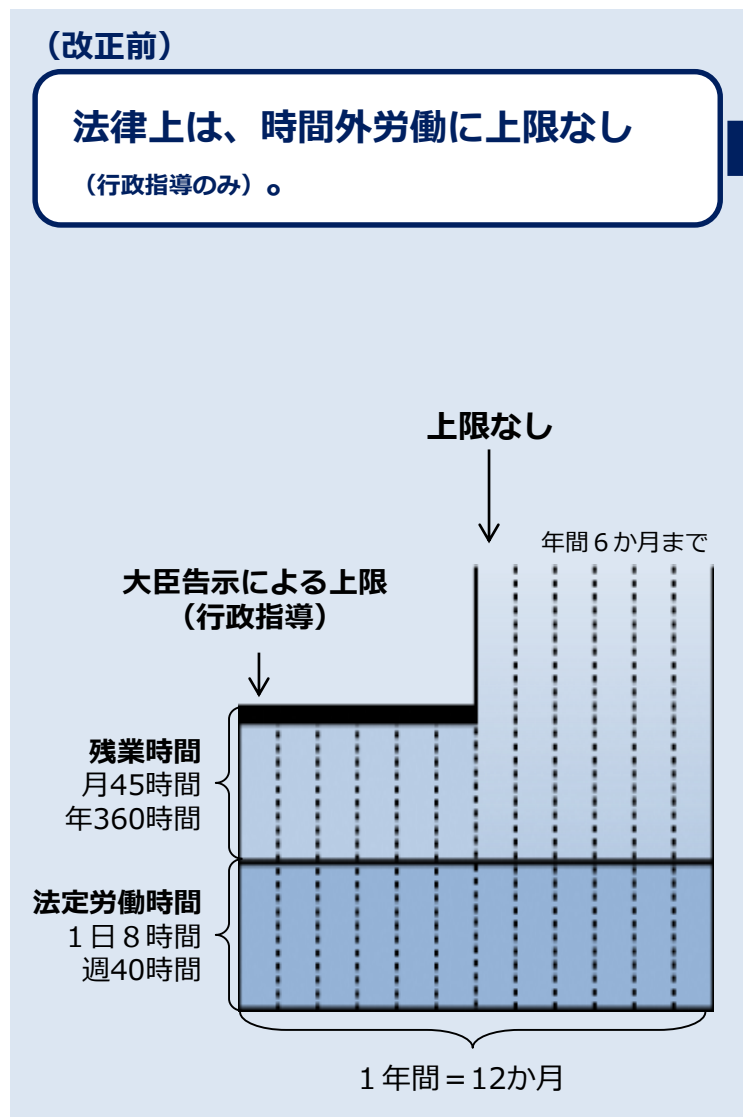 （改正前）
法律上は、時間外労働に上限なし
（行政指導のみ）。
上限なし
年間６か月まで
大臣告示による上限
（行政指導）
残業時間
月45時間
年360時間
法定労働時間
１日８時間
週40時間
１年間＝12か月